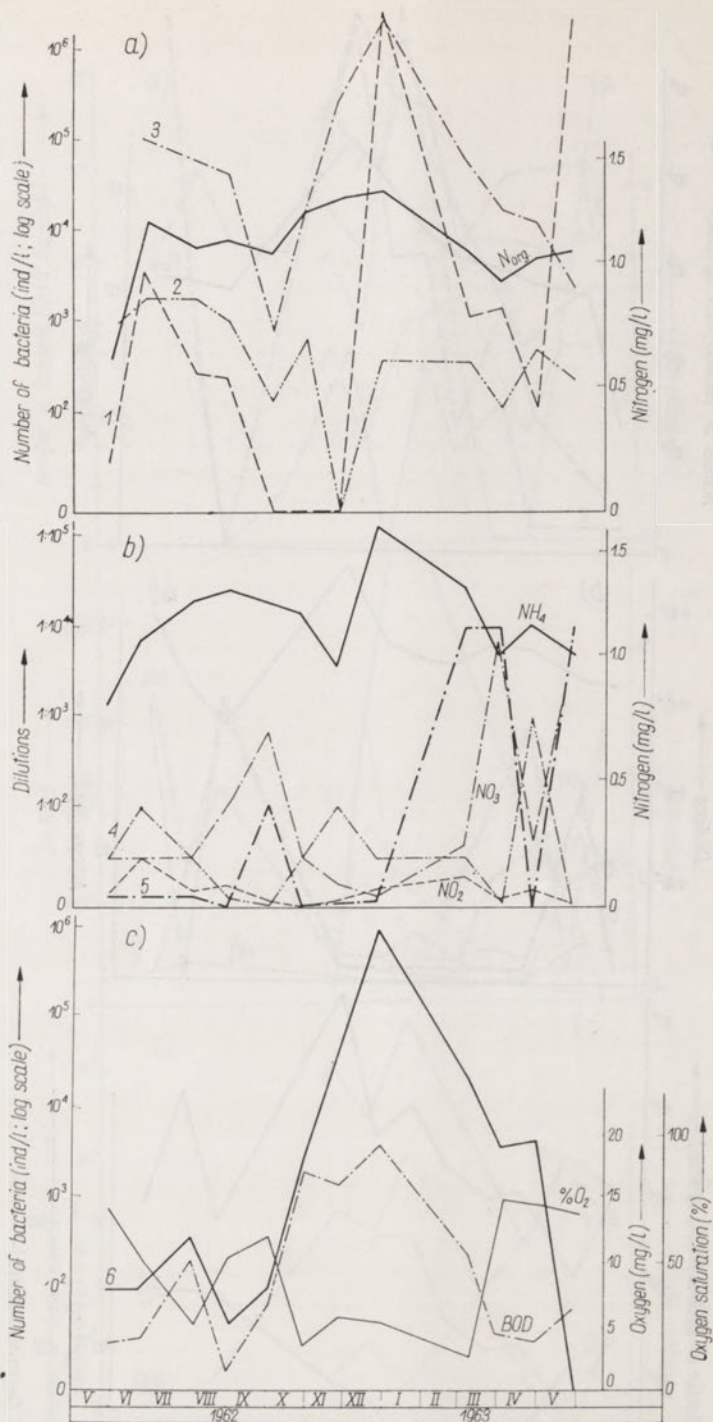 a)
Number of bacteria (ind/l; log scale)
10⁶
10⁵
10⁴
10³
10²
0
1
2
3
N org
1.5
1.0
0.5
0
Nitrogen (mg/l)
b)
Dilutions
1:10⁵
1:10⁴
1:10³
1:10²
0
4
5
NH₄
NO₃
NO₂
1.5
1.0
0.5
0
Nitrogen (mg/l)
c)
Number of bacteria (ind/l; log scale)
10⁶
10⁵
10⁴
10³
10²
0
6
%O₂
BOD
20
15
10
5
0
Oxygen (mg/l)
100
50
0
Oxygen saturation (%)
V VI VII VIII IX X XI XII I II III IV V
1962 1963